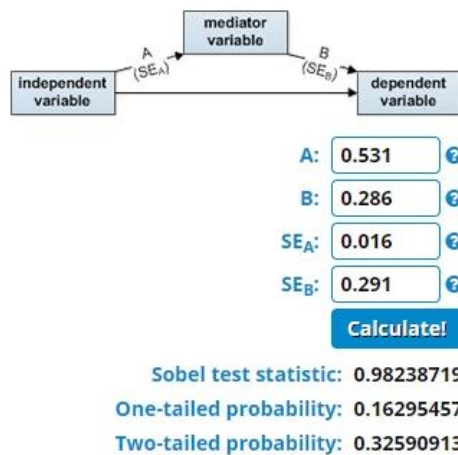 mediator
variable
A
(SEA)
B
(SEB)
independent
variable
dependent
variable
A: 0.531 ?
B: 0.286 ?
SEA: 0.016 ?
SEB: 0.291 ?
Calculate!
Sobel test statistic: 0.98238719
One-tailed probability: 0.16295457
Two-tailed probability: 0.32590913